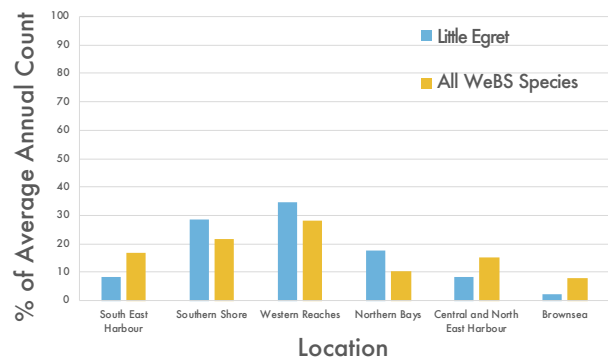 % of Average Annual Count
100
90
80
70
60
50
40
30
20
10
0
Little Egret
All WeBS Species
South East
Harbour
Southern Shore
Western Reaches
Northern Bays
Central and North
East Harbour
Brownsea
Location